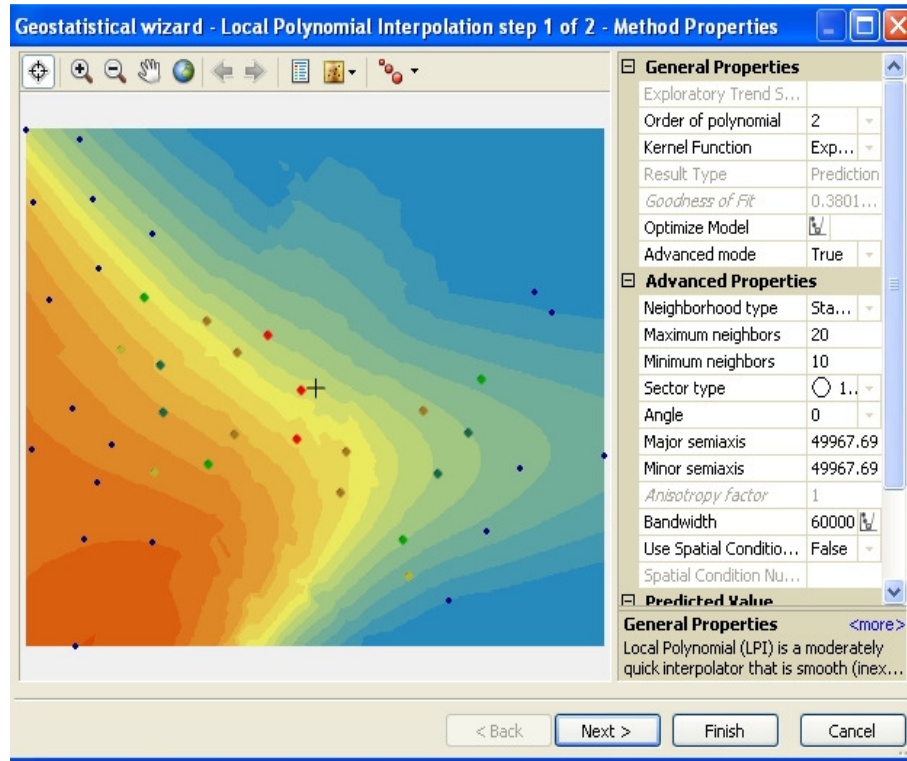 Geostatistical wizard - Local Polynomial Interpolation step 1 of 2 - Method Properties
General Properties
Exploratory Trend S...
Order of polynomial 2
Kernel Function Exp...
Result Type Prediction
Goodness of Fit 0.3801...
Optimize Model
Advanced mode True
Advanced Properties
Neighborhood type Sta...
Maximum neighbors 20
Minimum neighbors 10
Sector type 1..
Angle 0
Major semiaxis 49967.69
Minor semiaxis 49967.69
Anisotropy factor 1
Bandwidth 60000
Use Spatial Conditio... False
Spatial Condition Nu...
Predicted Value
General Properties <more>
Local Polynomial (LPI) is a moderately
quick interpolator that is smooth (inex...
< Back Next > Finish Cancel